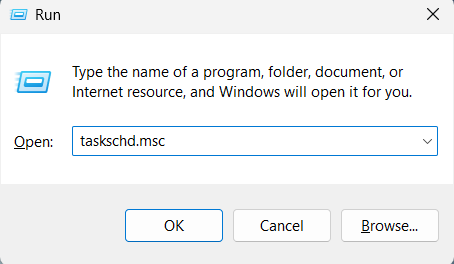 Run
Type the name of a program, folder, document, or
Internet resource, and Windows will open it for you.
Open: taskschd.msc
OK Cancel Browse...